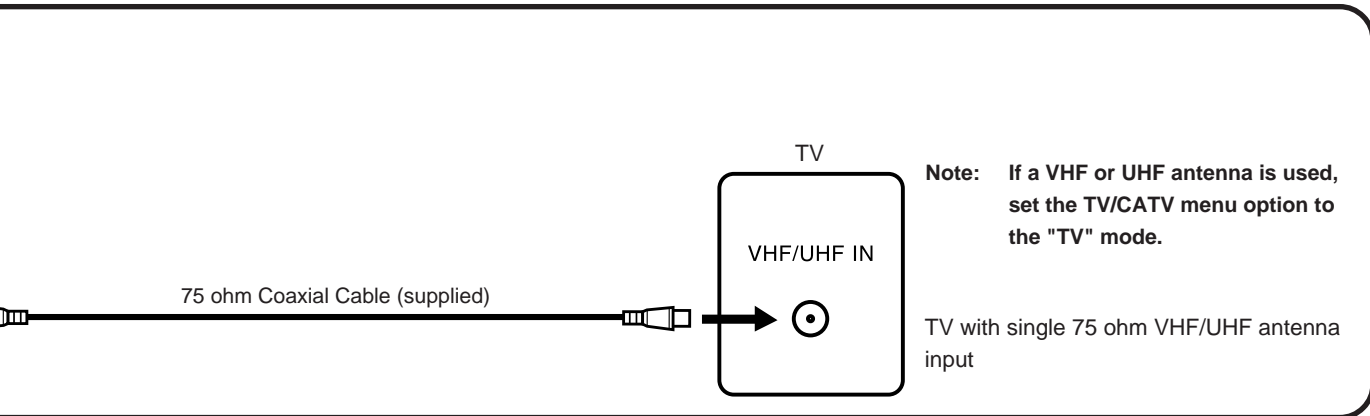 TV
Note: If a VHF or UHF antenna is used,
set the TV/CATV menu option to
the "TV" mode.
VHF/UHF IN
75 ohm Coaxial Cable (supplied)
TV with single 75 ohm VHF/UHF antenna
input